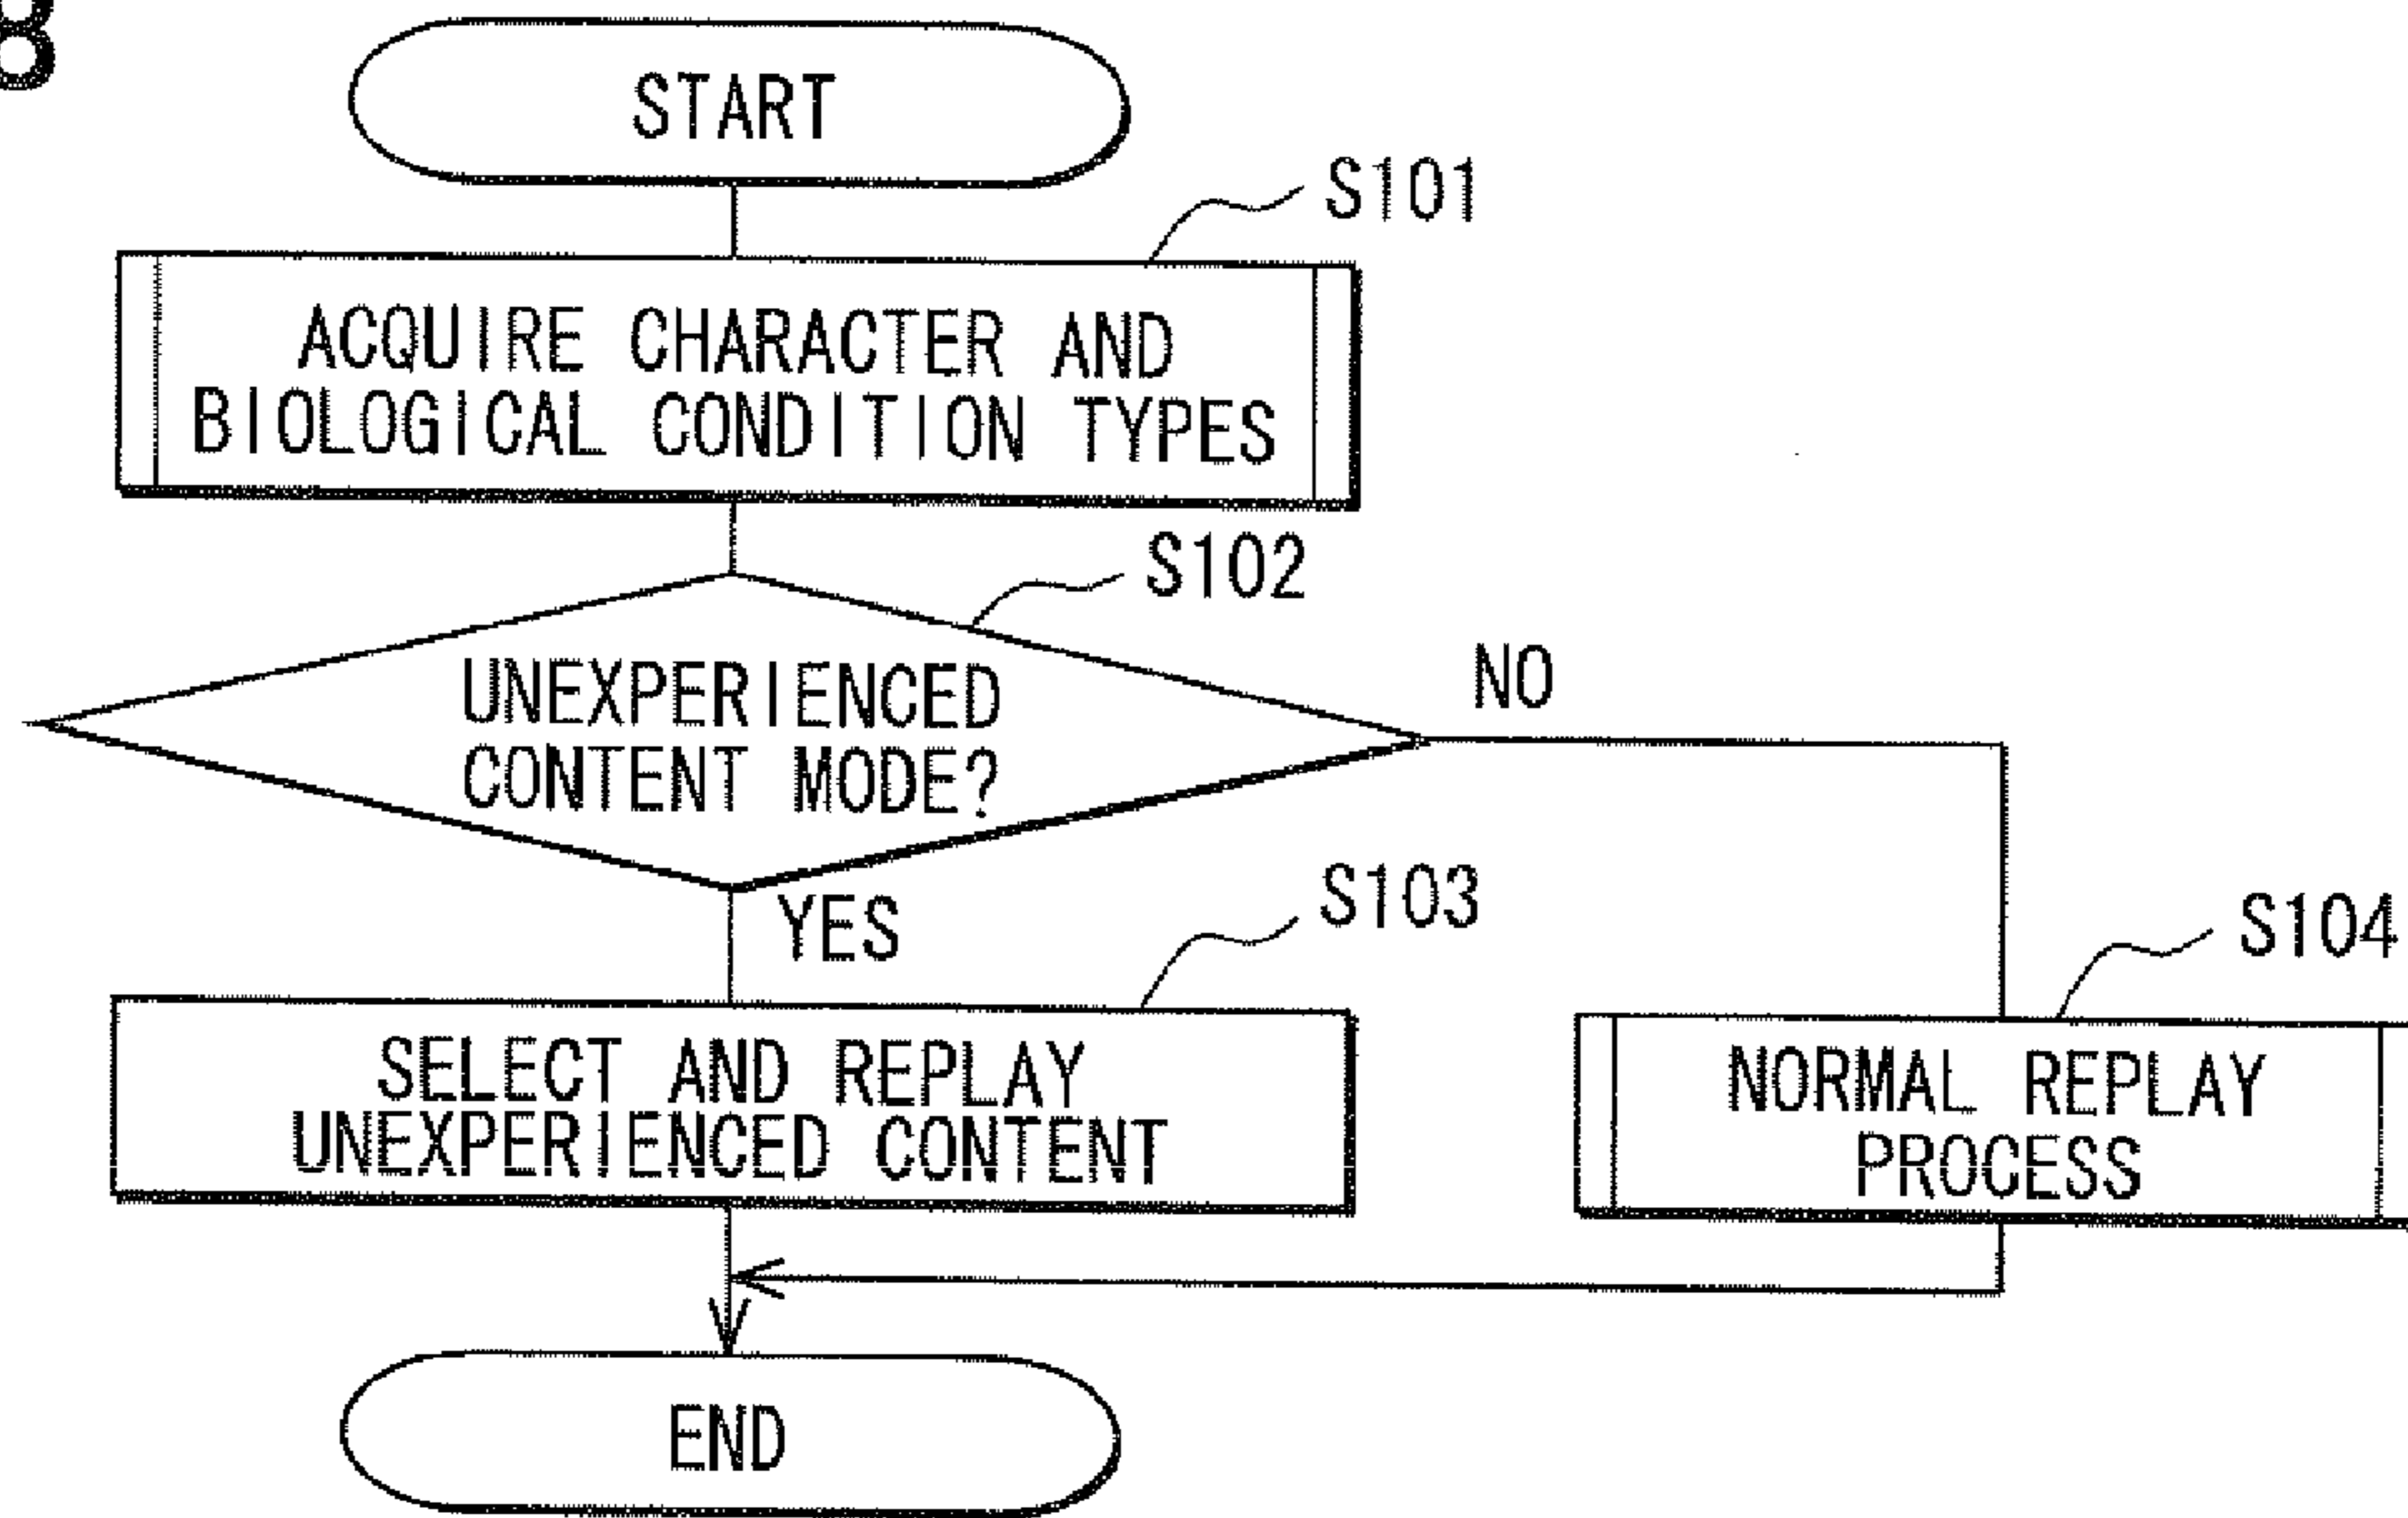 8
START
S101
ACQUIRE CHARACTER AND
BIOLOGICAL CONDITION TYPES
S102
UNEXPERIENCED
CONTENT MODE?
NO
YES
S103
S104
SELECT AND REPLAY
UNEXPERIENCED CONTENT
NORMAL REPLAY
PROCESS
END